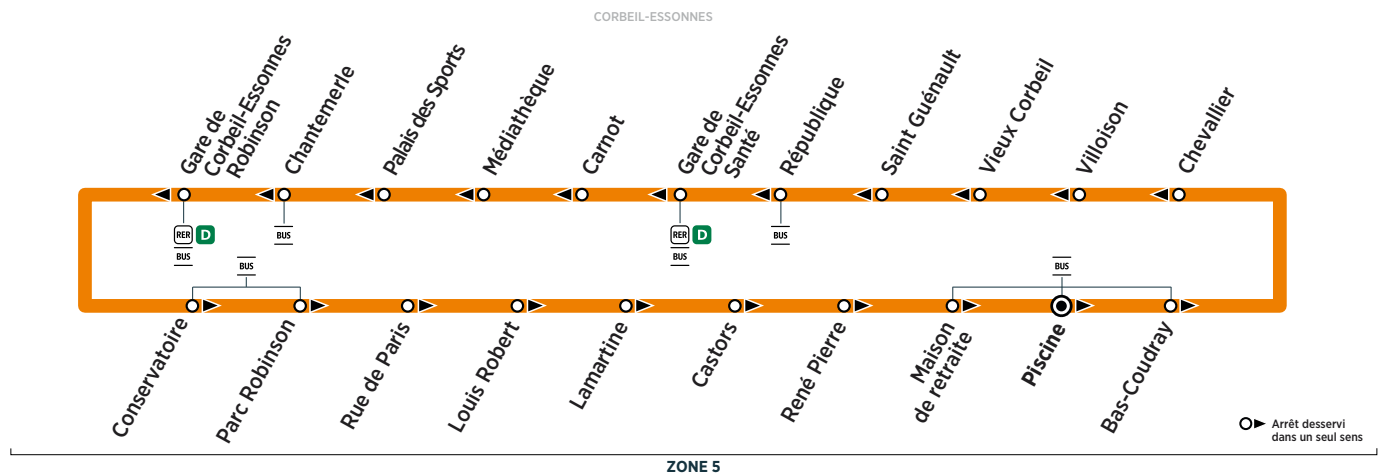 CORBEIL-ESSONNES
Gare de
Corbeil-Essonnes
Robinson
Chantemerle
Palais des Sports
Médiathèque
Carnot
Gare de
Corbeil-Essonnes
Santé
République
Saint Guénault
Vieux Corbeil
Villoison
Chevallier
RER D
BUS
BUS
RER D
BUS
BUS
BUS
BUS
Conservatoire
Parc Robinson
Rue de Paris
Louis Robert
Lamartine
Castors
René Pierre
Maison
de retraite
Piscine
Bas-Coudray
Arrêt desservi
dans un seul sens
ZONE 5